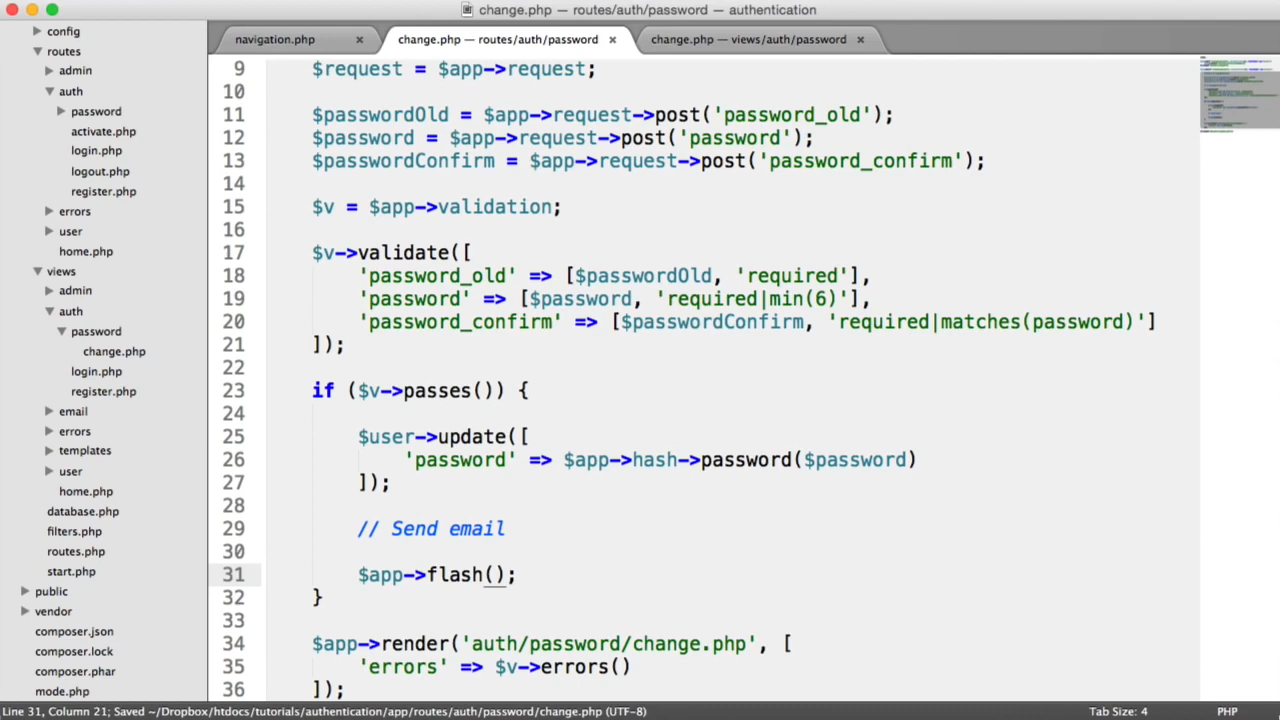 change.php — routes/auth/password — authentication
navigation.php ×
change.php — routes/auth/password ×
change.php — views/auth/password ×
config
routes
admin
auth
password
activate.php
login.php
logout.php
register.php
errors
user
home.php
views
admin
auth
password
change.php
login.php
register.php
email
errors
templates
user
home.php
database.php
filters.php
routes.php
start.php
public
vendor
composer.json
composer.lock
composer.phar
mode.php
9 $request = $app->request;
10
11 $passwordOld = $app->request->post('password_old');
12 $password = $app->request->post('password');
13 $passwordConfirm = $app->request->post('password_confirm');
14
15 $v = $app->validation;
16
17 $v->validate([
18 'password_old' => [$passwordOld, 'required'],
19 'password' => [$password, 'required|min(6)'],
20 'password_confirm' => [$passwordConfirm, 'required|matches(password)']
21 ]);
22
23 if ($v->passes()) {
24
25 $user->update([
26 'password' => $app->hash->password($password)
27 ]);
28
29 // Send email
30
31 $app->flash();
32 }
33
34 $app->render('auth/password/change.php', [
35 'errors' => $v->errors()
36 ]);
Line 31, Column 21; Saved ~/Dropbox/htdocs/tutorials/authentication/app/routes/auth/password/change.php (UTF-8)
Tab Size: 4
PHP